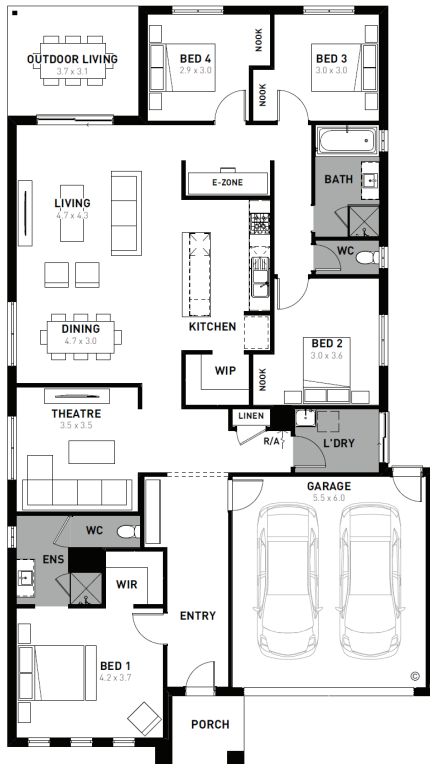 OUTDOOR LIVING
3.7 x 3.1
BED 4
2.9 x 3.0
NOOK
BED 3
3.0 x 3.0
NOOK
BATH
E-ZONE
LIVING
4.7 x 4.3
WC
KITCHEN
DINING
4.7 x 3.0
BED 2
3.0 x 3.6
WIP
NOOK
THEATRE
3.5 x 3.5
LINEN
R/A
L'DRY
GARAGE
5.5 x 6.0
WC
ENS
WIR
ENTRY
BED 1
4.2 x 3.7
©
PORCH